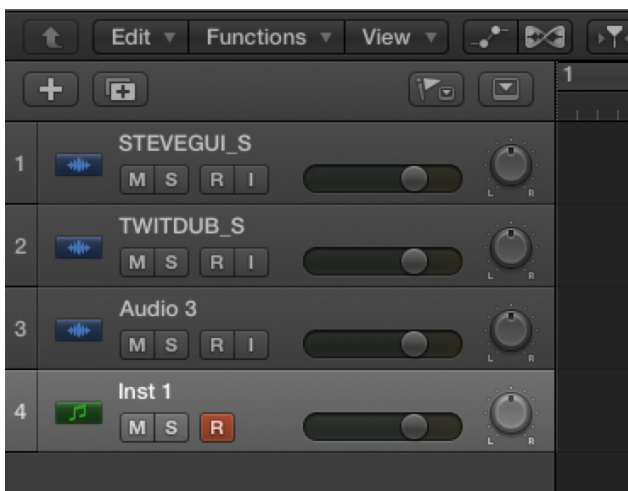 Edit Functions View
1
1 STEVEGUI_S
M S R I
L R
2 TWITDUB_S
M S R I
L R
3 Audio 3
M S R I
L R
4 Inst 1
M S R
L R